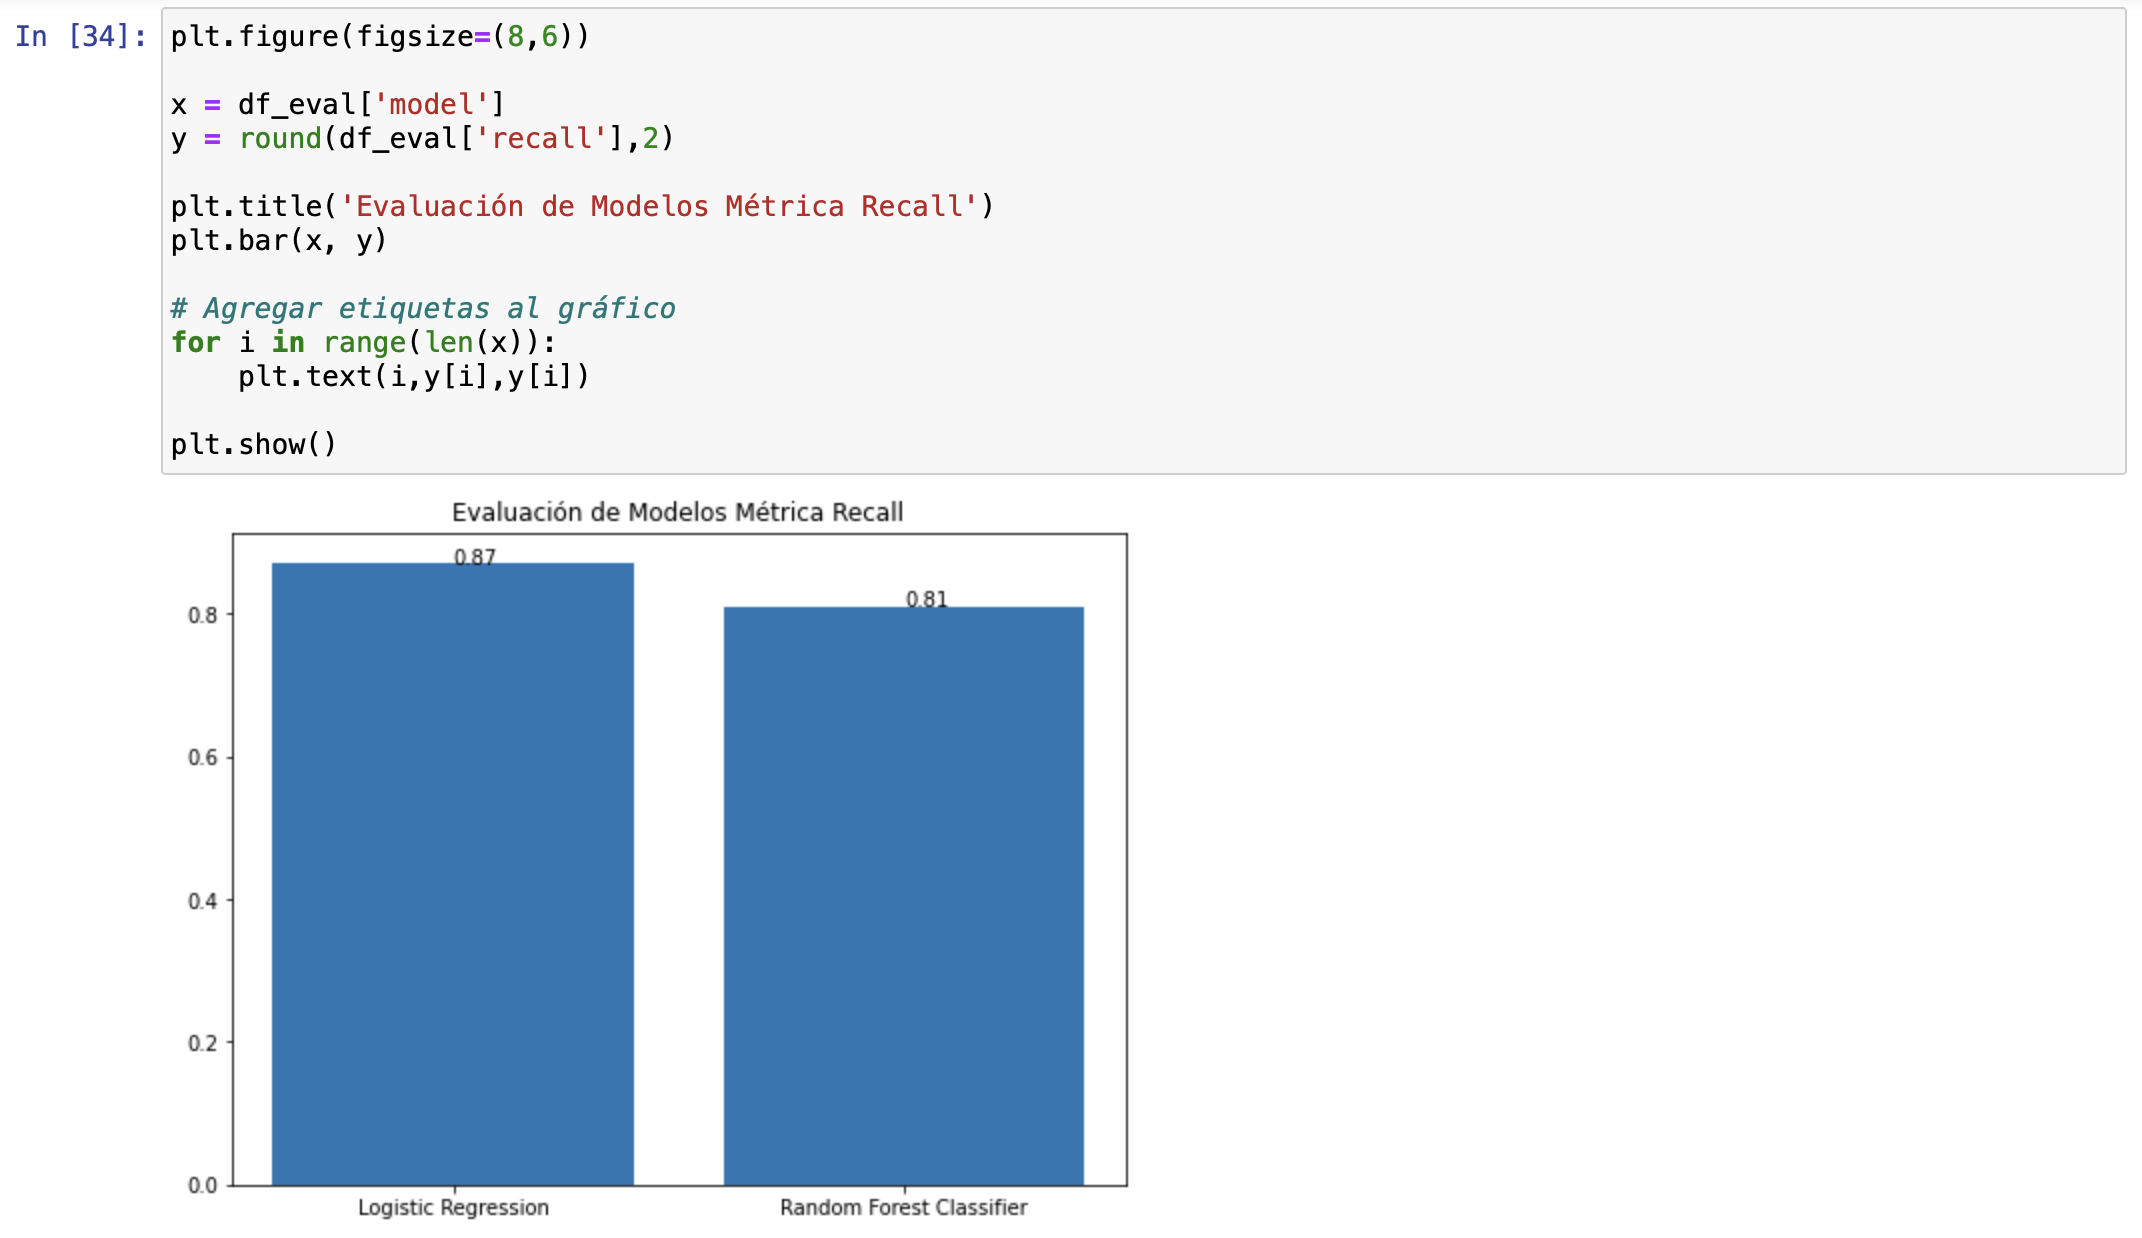 In [34]: plt.figure(figsize=(8,6))
x = df_eval['model']
y = round(df_eval['recall'],2)
plt.title('Evaluación de Modelos Métrica Recall')
plt.bar(x, y)
# Agregar etiquetas al gráfico
for i in range(len(x)):
    plt.text(i,y[i],y[i])
plt.show()
Evaluación de Modelos Métrica Recall
0.87
0.81
0.8
0.6
0.4
0.2
0.0
Logistic Regression Random Forest Classifier